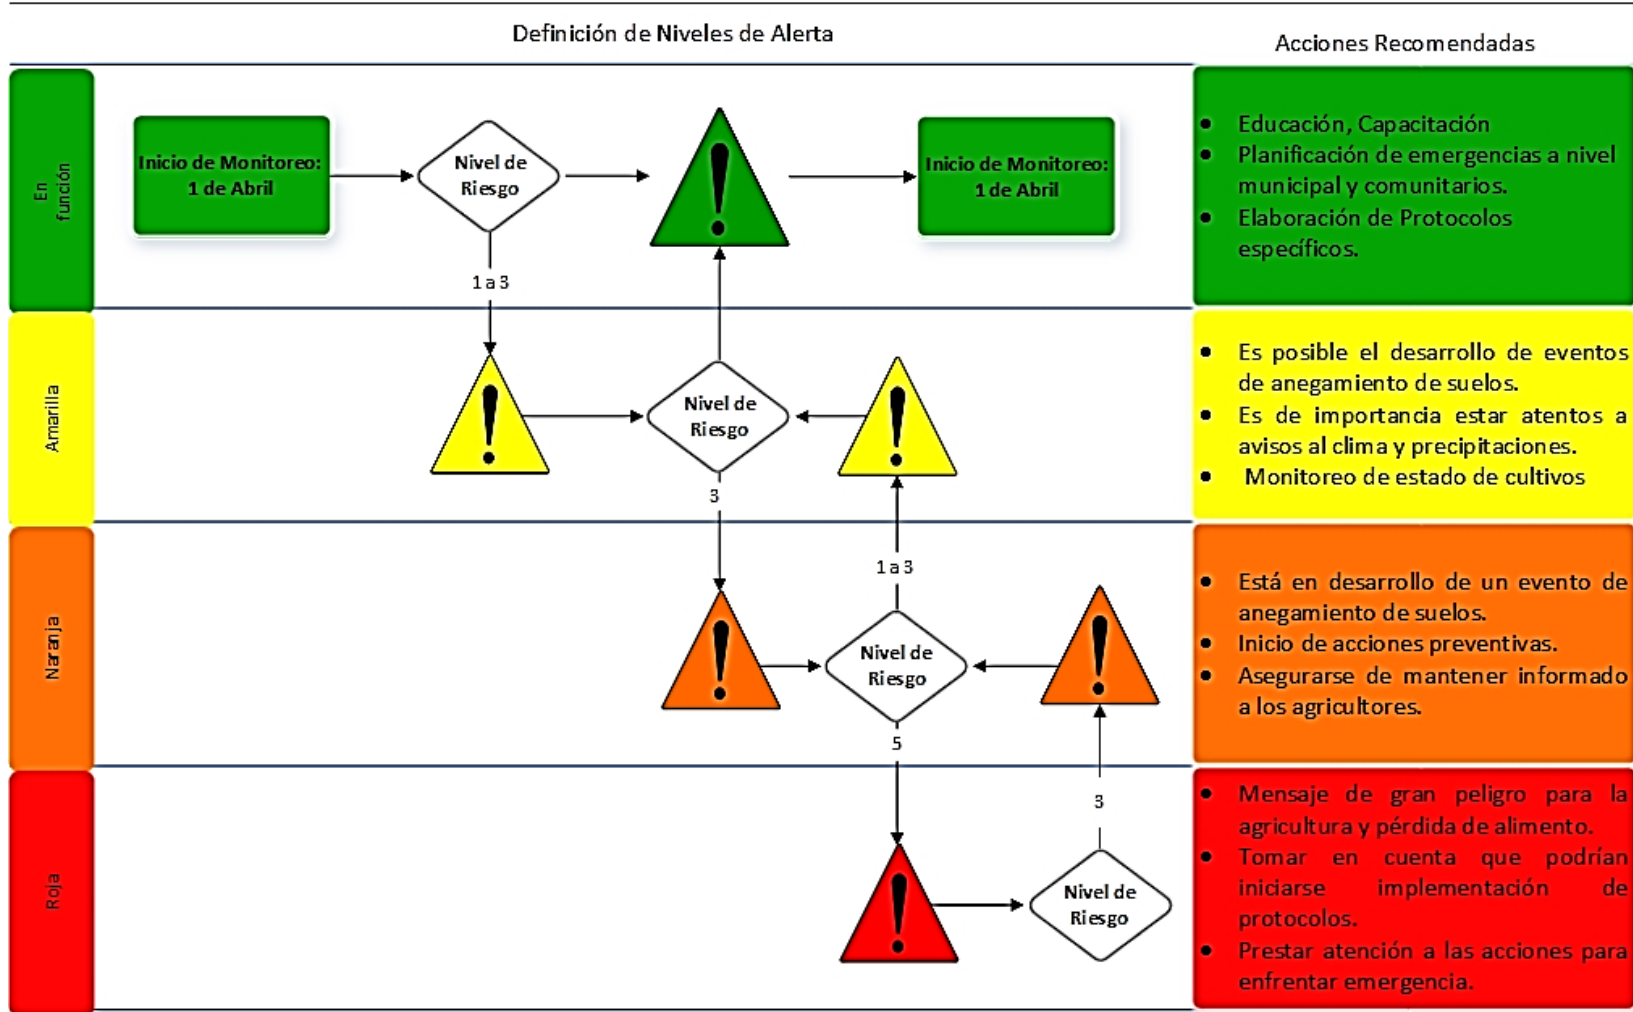 Definición de Niveles de Alerta
Acciones Recomendadas
En
función
Inicio de Monitoreo:
1 de Abril
Nivel de
Riesgo
Inicio de Monitoreo:
1 de Abril
1 a 3
• Educación, Capacitación
• Planificación de emergencias a nivel
municipal y comunitarios.
• Elaboración de Protocolos
específicos.
Amarilla
Nivel de
Riesgo
3
• Es posible el desarrollo de eventos
de anegamiento de suelos.
• Es de importancia estar atentos a
avisos al clima y precipitaciones.
• Monitoreo de estado de cultivos
Naranja
1 a 3
Nivel de
Riesgo
5
• Está en desarrollo de un evento de
anegamiento de suelos.
• Inicio de acciones preventivas.
• Asegurarse de mantener informado
a los agricultores.
Roja
3
Nivel de
Riesgo
• Mensaje de gran peligro para la
agricultura y pérdida de alimento.
• Tomar en cuenta que podrían
iniciarse implementación de
protocolos.
• Prestar atención a las acciones para
enfrentar emergencia.